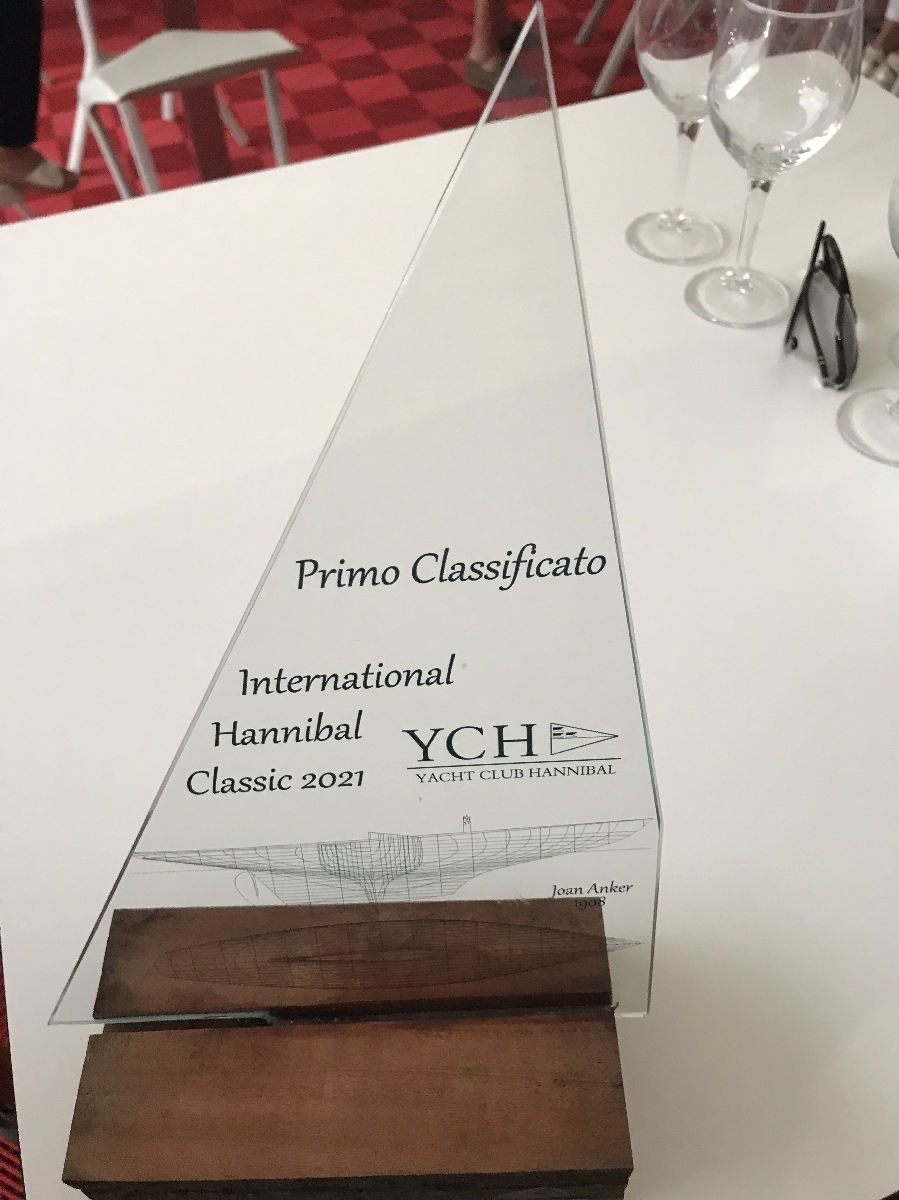 Primo Classificato
International
Hannibal
Classic 2021
YCH
YACHT CLUB HANNIBAL
Joan Anker
1908